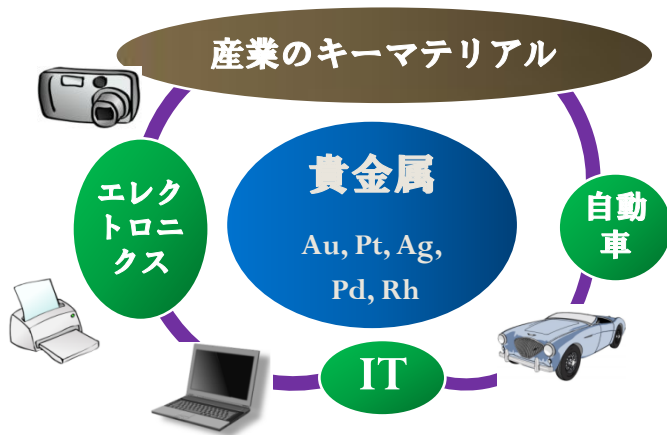 産業のキーマテリアル
貴金属
Au, Pt, Ag,
Pd, Rh
エレク
トロニ
クス
自動
車
IT